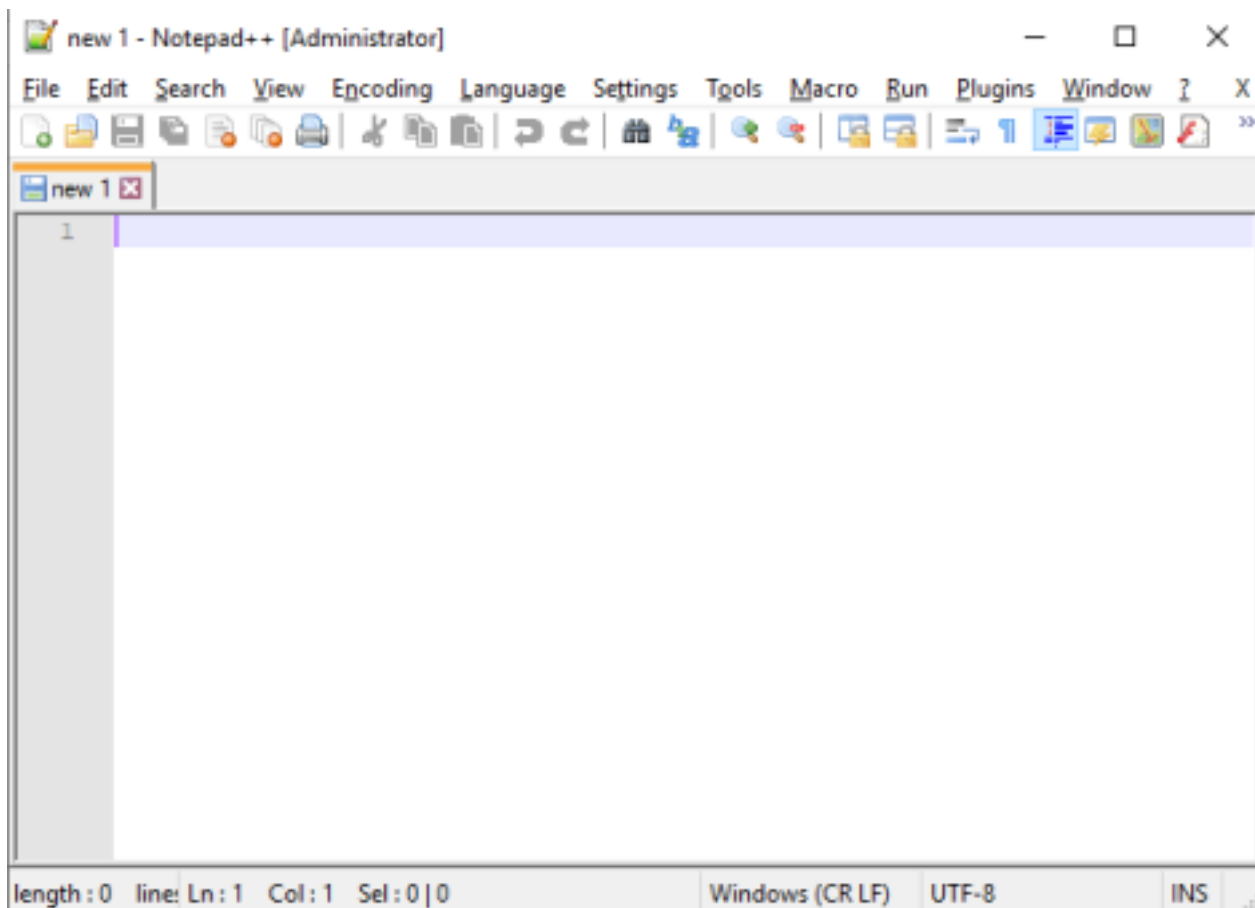 new 1 - Notepad++ [Administrator]
File Edit Search View Encoding Language Settings Tools Macro Run Plugins Window ? X
new 1
1
length : 0 line Ln : 1 Col : 1 Sel : 0 | 0 Windows (CR LF) UTF-8 INS